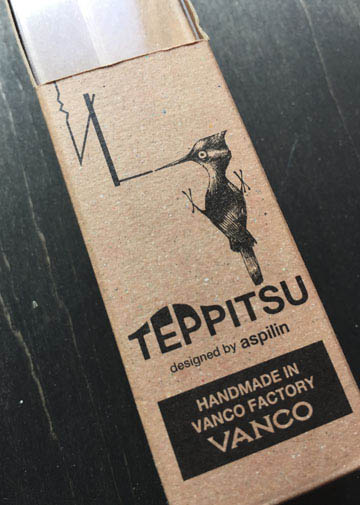 TEPPITSU
designed by aspilin
HANDMADE IN
VANCO FACTORY
VANCO